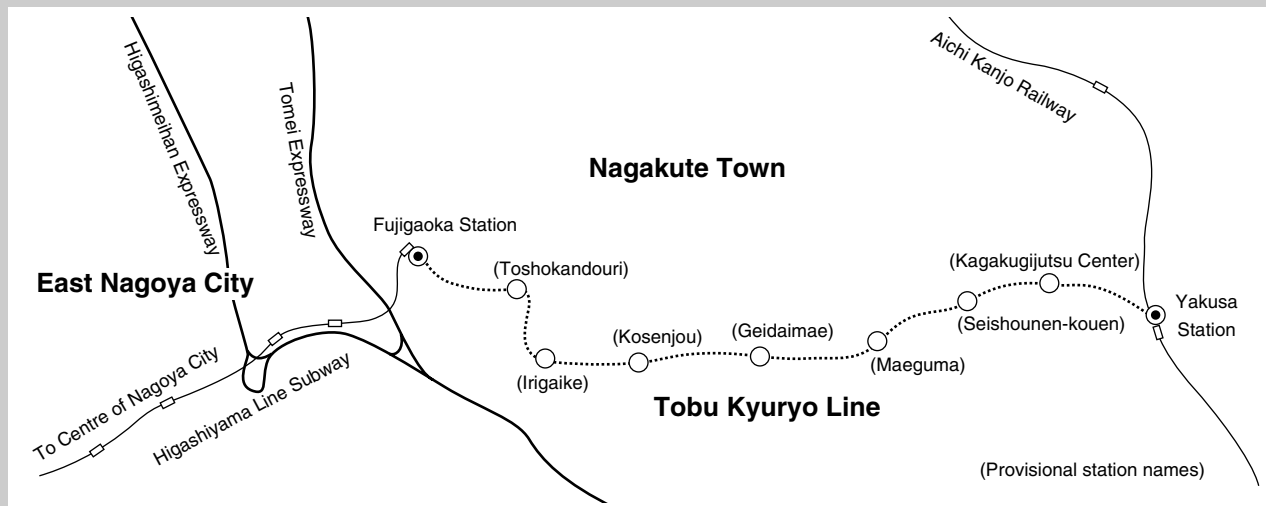 Higashimeihan Expressway
Tomei Expressway
Aichi Kanjo Railway
Nagakute Town
Fujigaoka Station
East Nagoya City
(Toshokandouri)
(Kagakugijutsu Center)
Yakusa
Station
(Seishounen-kouen)
(Kosenjou)
(Geidaimae)
(Maeguma)
(Irigaike)
To Centre of Nagoya City
Higashiyama Line Subway
Tobu Kyuryo Line
(Provisional station names)